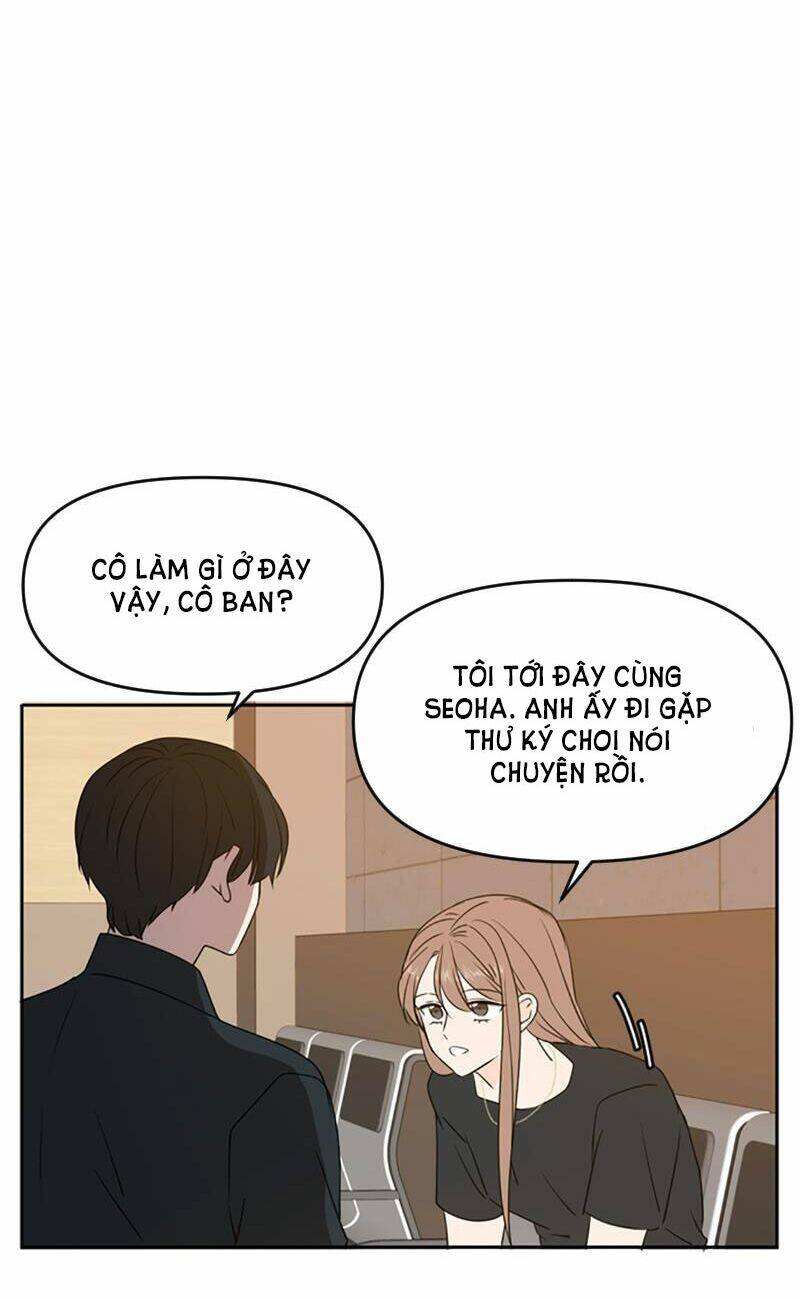 CÔ LÀM GÌ Ở ĐÂY
VẬY, CÔ BAN?
TÔI TỚI ĐÂY CÙNG
SEOHA. ANH ẤY ĐI GẶP
THƯ KÝ CHOI NÓI
CHUYỆN RỒI.